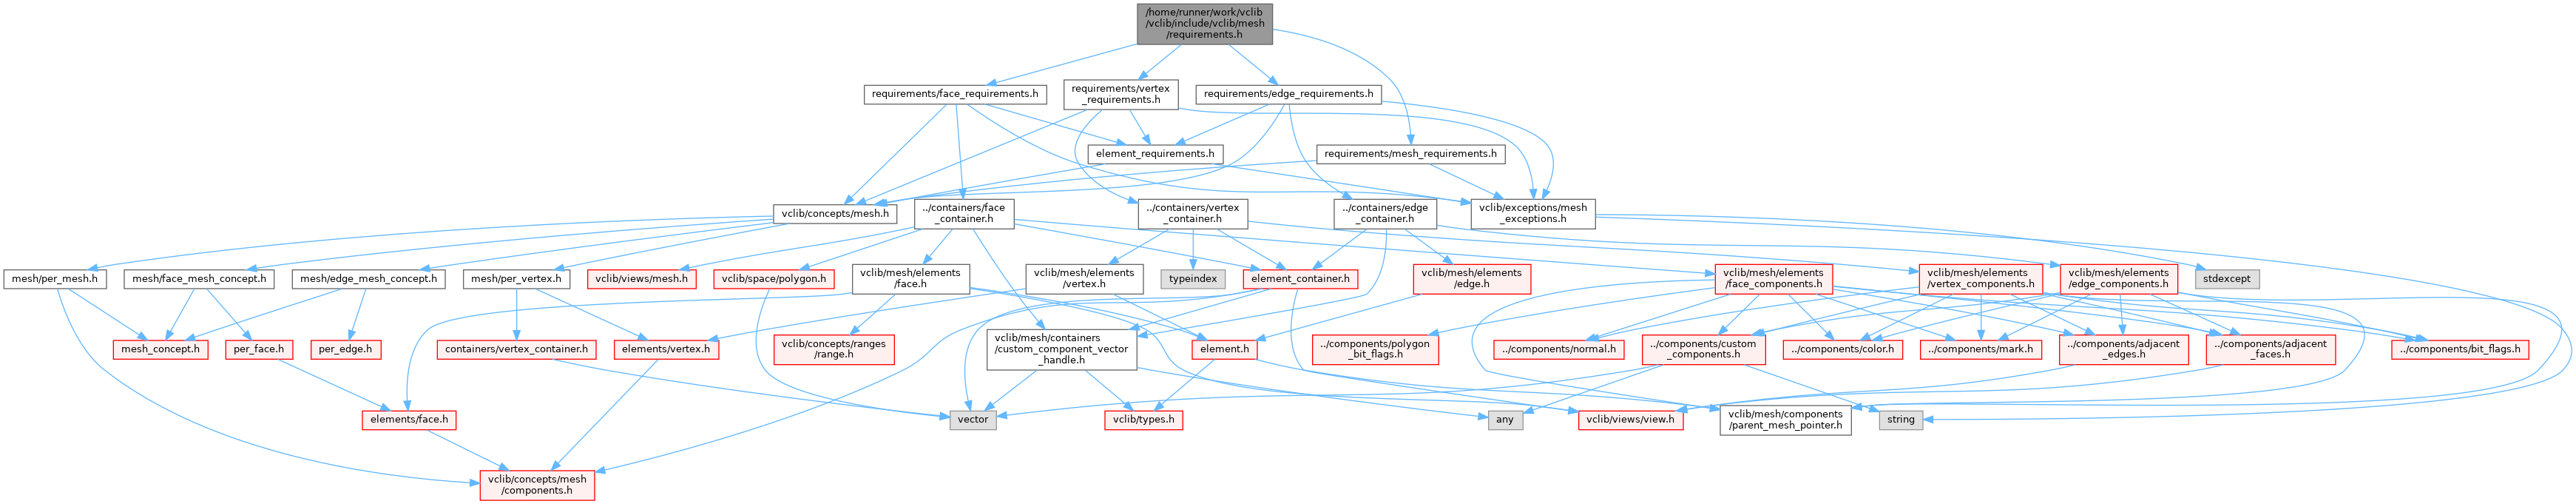 /home/runner/work/vclib
/vclib/include/vclib/mesh
/requirements.h
requirements/face_requirements.h
requirements/vertex
_requirements.h
requirements/edge_requirements.h
element_requirements.h
requirements/mesh_requirements.h
vclib/concepts/mesh.h
../containers/face
_container.h
../containers/vertex
_container.h
../containers/edge
_container.h
vclib/exceptions/mesh
_exceptions.h
mesh/per_mesh.h
mesh/face_mesh_concept.h
mesh/edge_mesh_concept.h
mesh/per_vertex.h
vclib/views/mesh.h
vclib/space/polygon.h
vclib/mesh/elements
/face.h
vclib/mesh/elements
/vertex.h
typeindex
element_container.h
vclib/mesh/elements
/edge.h
vclib/mesh/elements
/face_components.h
vclib/mesh/elements
/vertex_components.h
vclib/mesh/elements
/edge_components.h
stdexcept
mesh_concept.h
per_face.h
per_edge.h
containers/vertex_container.h
elements/vertex.h
vclib/concepts/ranges
/range.h
vclib/mesh/containers
/custom_component_vector
_handle.h
element.h
../components/polygon
_bit_flags.h
../components/normal.h
../components/custom
_components.h
../components/color.h
../components/mark.h
../components/adjacent
_edges.h
../components/adjacent
_faces.h
../components/bit_flags.h
elements/face.h
vector
vclib/types.h
any
vclib/views/view.h
vclib/mesh/components
/parent_mesh_pointer.h
string
vclib/concepts/mesh
/components.h